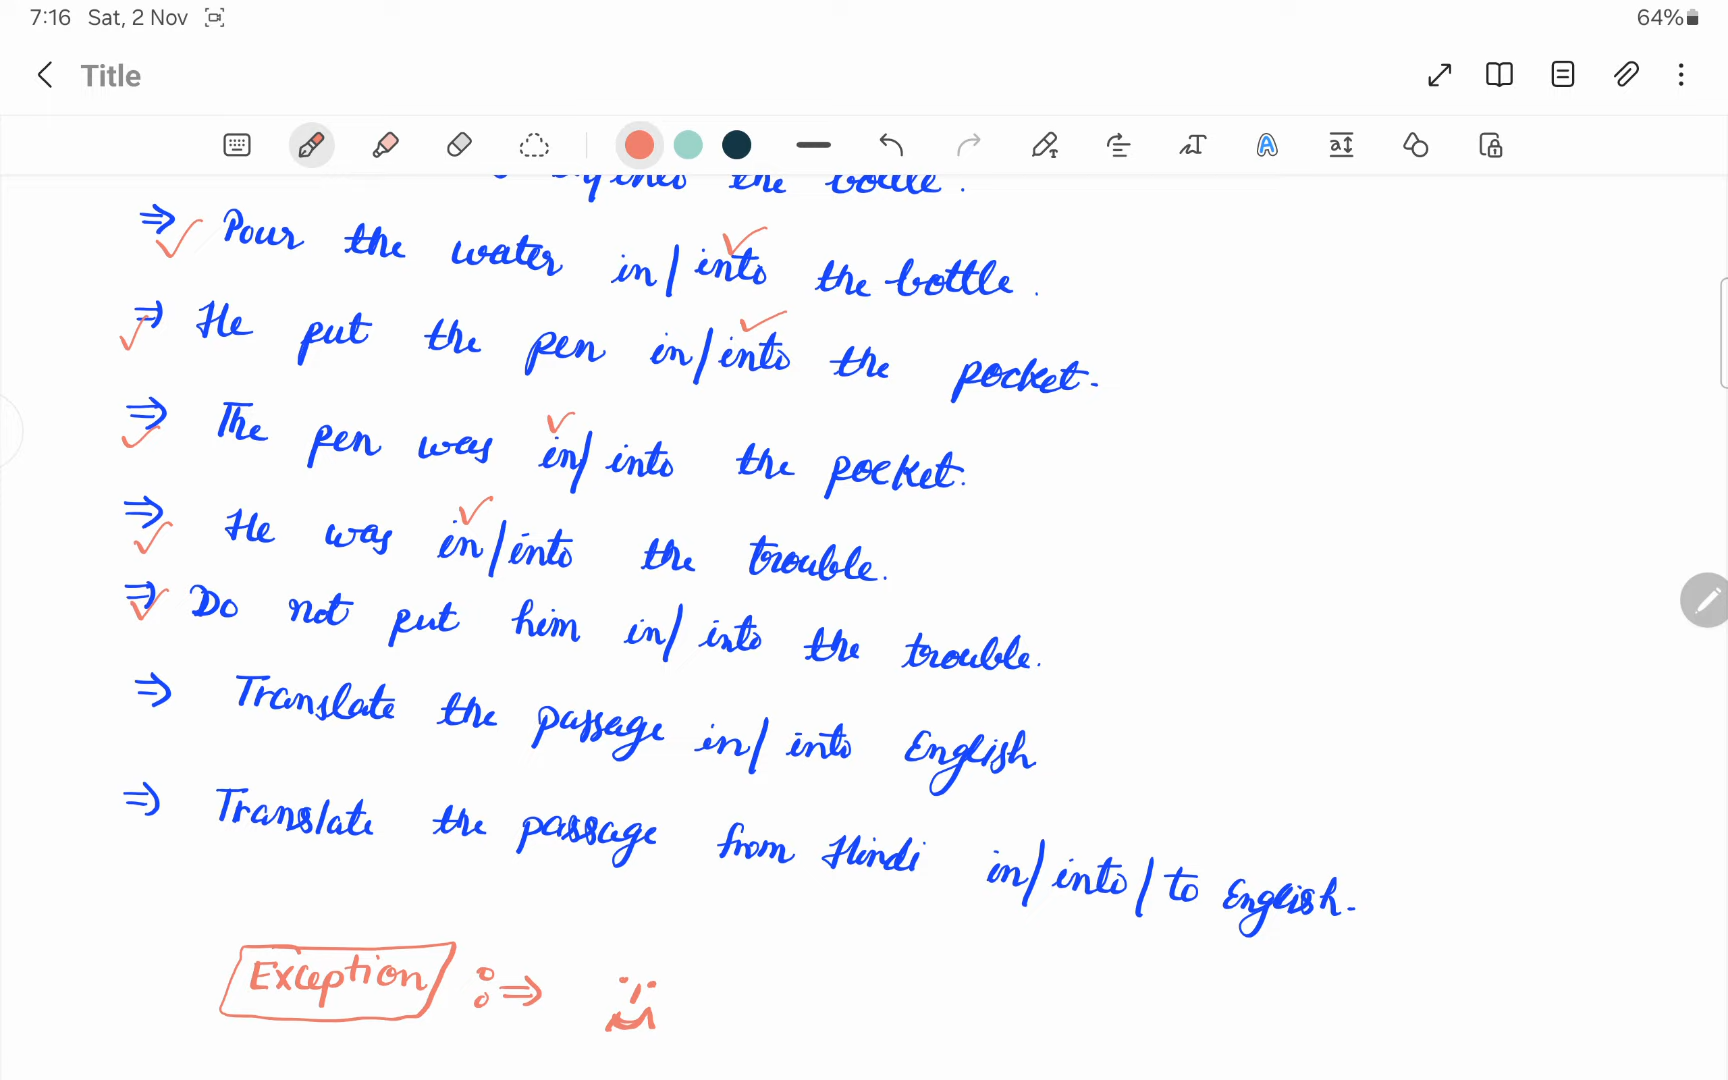 7:16 Sat, 2 Nov 64%
Title
the bottle.
⇒ Pour the water in/into the bottle.
⇒ He put the pen in/into the pocket.
⇒ The pen was in/into the pocket.
⇒ He was in/into the trouble.
⇒ Do not put him in/into the trouble.
⇒ Translate the passage in/into English
⇒ Translate the passage from Hindi in/into/to English.
Exception :⇒